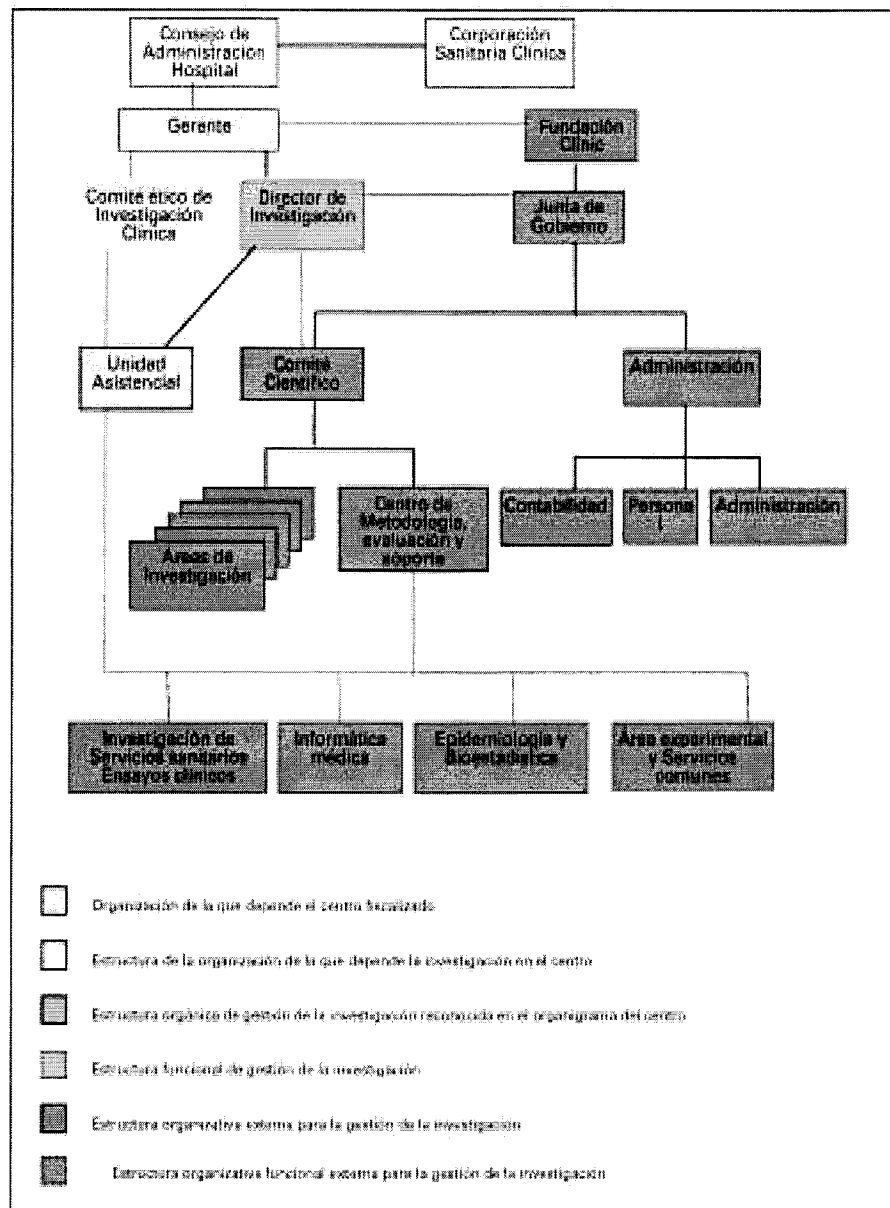 Consejo de
Administración
Hospital
Corporación
Sanitaria Clínica
Gerente
Fundación
Clínic
Comité ético de
Investigación
Clínica
Director de
Investigación
Junta de
Gobierno
Unidad
Asistencial
Comité
Científico
Administración
Áreas de
Investigación
Centro de
Metodología,
evaluación y
soporte
Contabilidad
Persona
l
Administración
Investigación de
Servicios sanitarios
Ensayos clínicos
Informática
médica
Epidemiología y
Bioestadística
Área experimental
y Servicios
comunes
Organización de la que depende el centro fiscalizado
Estructura de la organización de la que depende la investigación en el centro
Estructura orgánica de gestión de la investigación reconocida en el organigrama del centro
Estructura funcional de gestión de la investigación
Estructura organizativa externa para la gestión de la investigación
Estructura organizativa funcional externa para la gestión de la investigación